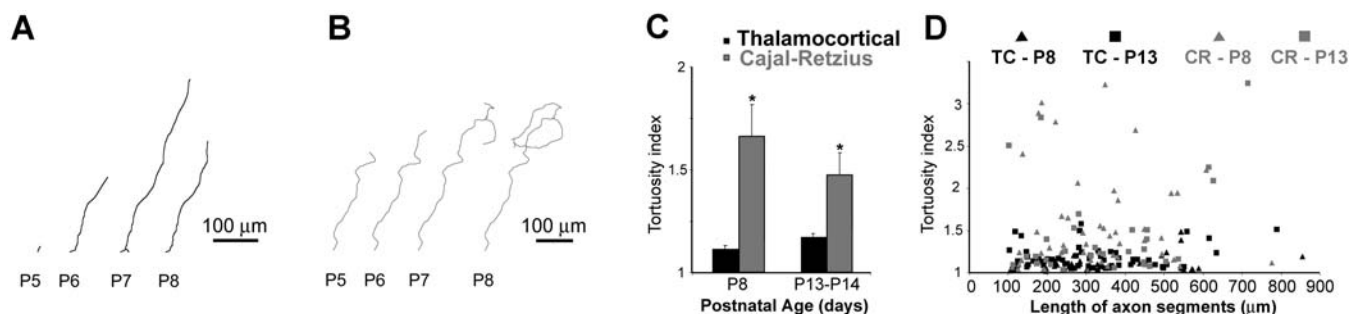 A
100 μm
P5 P6 P7 P8
B
100 μm
P5 P6 P7 P8
C
Thalamocortical
Cajal-Retzius
2
*
*
1.5
1
Tortuosity index
P8 P13-P14
Postnatal Age (days)
D
TC - P8 TC - P13 CR - P8 CR - P13
3
2.5
2
1.5
1
Tortuosity index
0 100 200 300 400 500 600 700 800 900
Length of axon segments (μm)